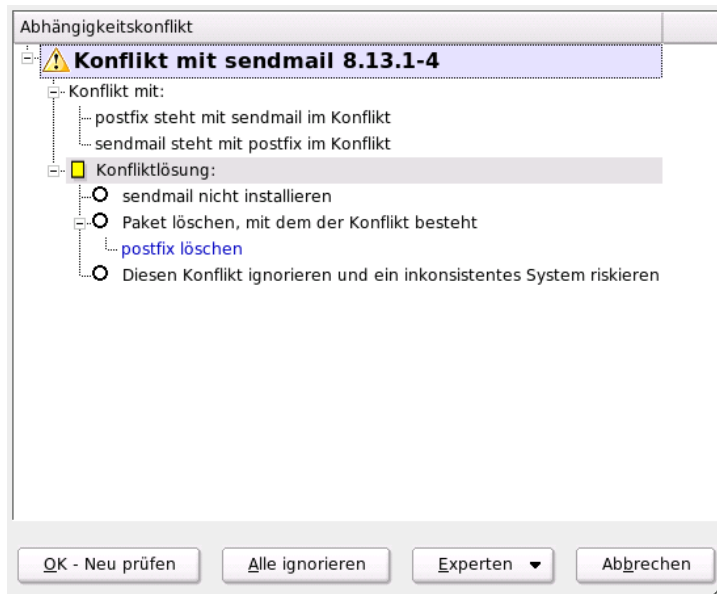 Abhängigkeitskonflikt
Konflikt mit sendmail 8.13.1-4
Konflikt mit:
postfix steht mit sendmail im Konflikt
sendmail steht mit postfix im Konflikt
Konfliktlösung:
sendmail nicht installieren
Paket löschen, mit dem der Konflikt besteht
postfix löschen
Diesen Konflikt ignorieren und ein inkonsistentes System riskieren
OK - Neu prüfen Alle ignorieren Experten Abbrechen